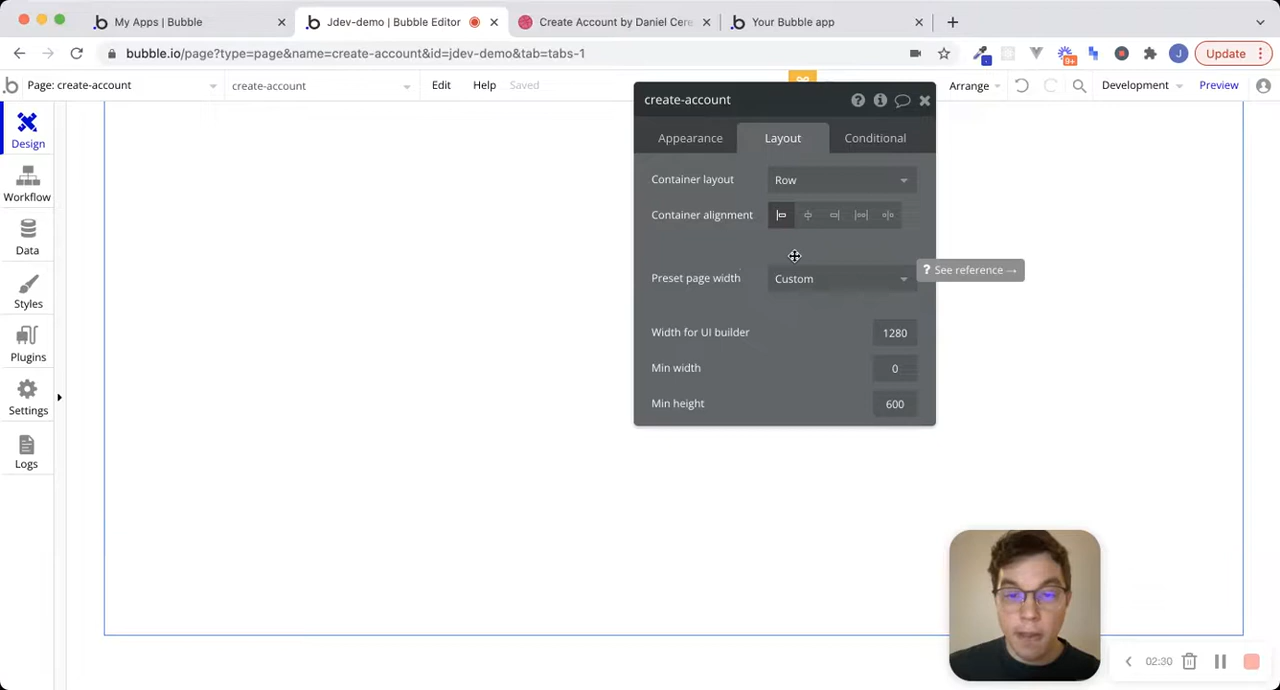 My Apps | Bubble
Jdev-demo | Bubble Editor
Create Account by Daniel Cere
Your Bubble app
bubble.io/page?type=page&name=create-account&id=jdev-demo&tab=tabs-1
9+
J
Update
Page: create-account
create-account
Edit
Help
Saved
Arrange
Development
Preview
create-account
Design
Workflow
Data
Styles
Plugins
Settings
Logs
Appearance
Layout
Conditional
Container layout
Row
Container alignment
Preset page width
Custom
? See reference →
Width for UI builder
1280
Min width
0
Min height
600
02:30